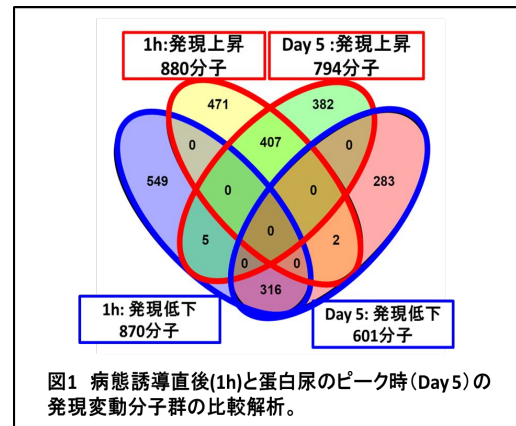 1h:発現上昇
880分子
Day 5 :発現上昇
794分子
471
382
407
0
0
549
283
0
0
0
5
2
0
0
316
1h: 発現低下
870分子
Day 5: 発現低下
601分子
図1 病態誘導直後(1h)と蛋白尿のピーク時(Day 5)の
発現変動分子群の比較解析。